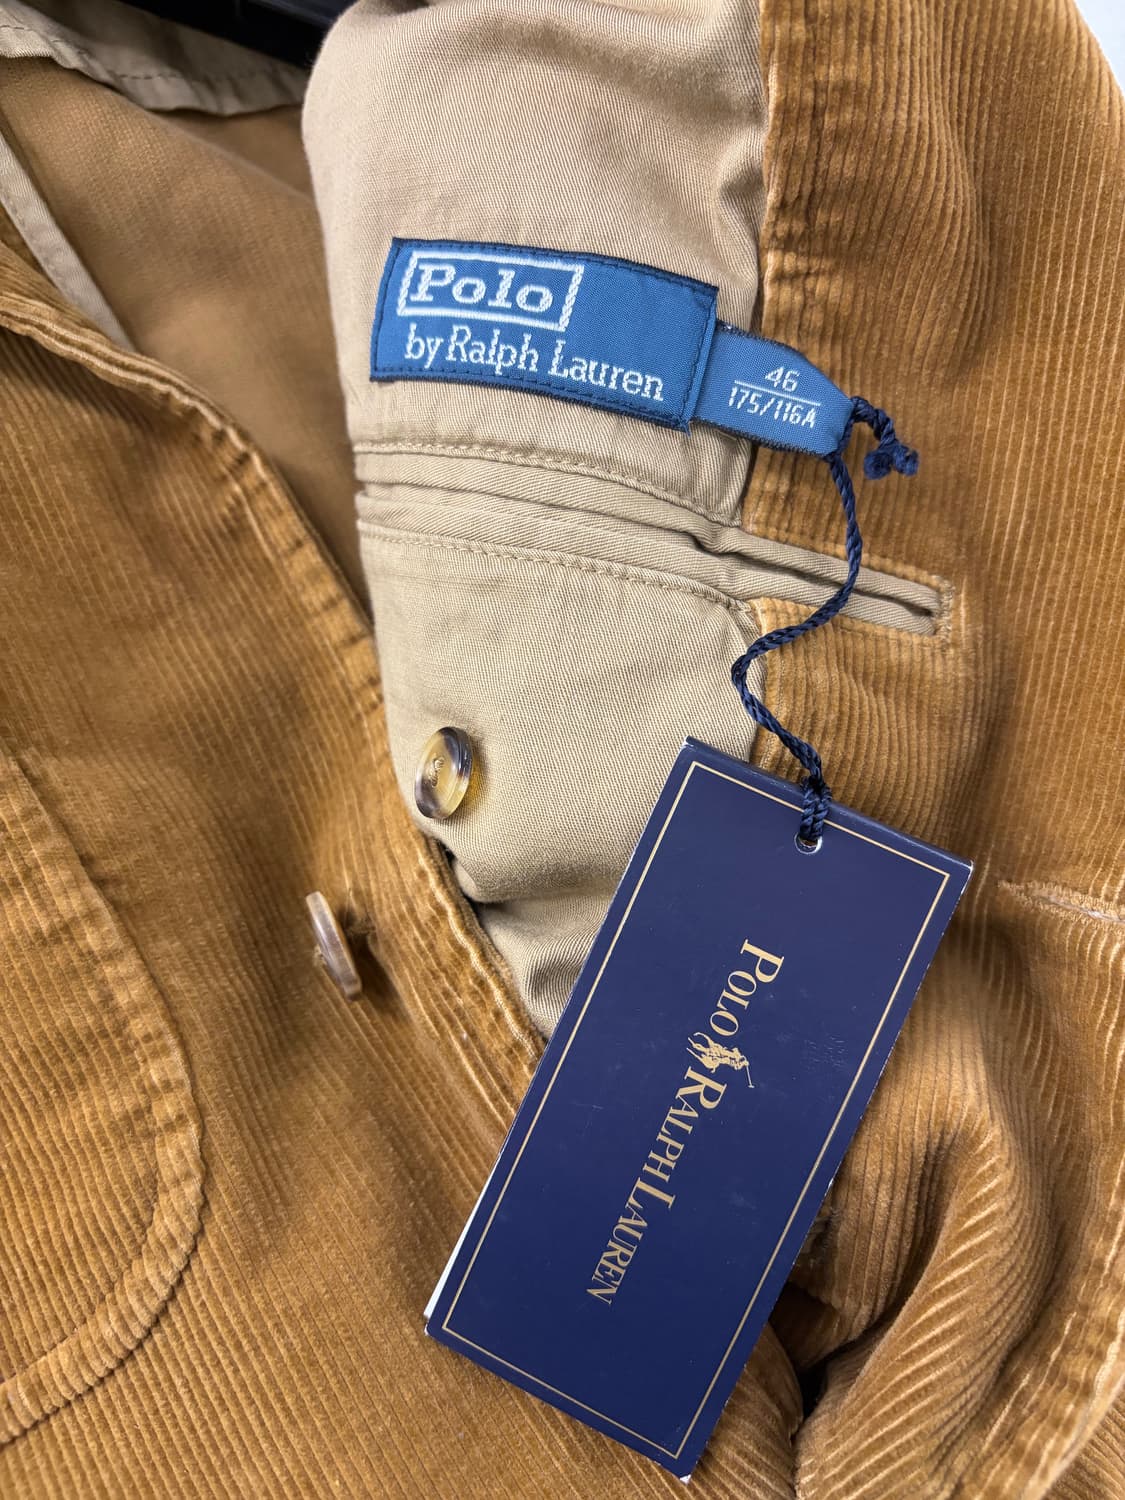 Polo
by Ralph Lauren
46
175/116A
POLO RALPH LAUREN